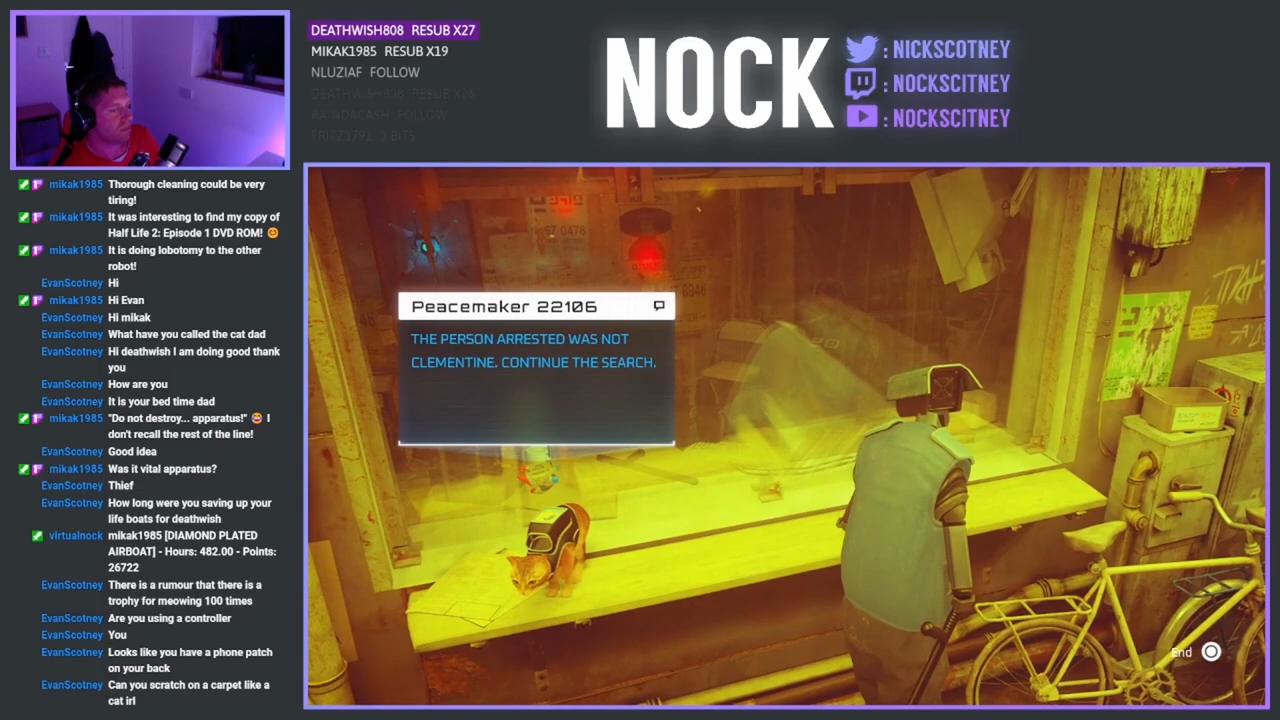 DEATHWISH808 RESUB X27
MIKAK1985 RESUB X19
NLUZIAF FOLLOW
DEATHWISH808 RESUB X26
RAINDACASH FOLLOW
FRITZ1791 2 BITS
NOCK
: NICKSCOTNEY
: NOCKSCITNEY
: NOCKSCITNEY
mikak1985 Thorough cleaning could be very
tiring!
mikak1985 It was interesting to find my copy of
Half Life 2: Episode 1 DVD ROM! 😊
mikak1985 It is doing lobotomy to the other
robot!
EvanScotney Hi
mikak1985 Hi Evan
EvanScotney Hi mikak
EvanScotney What have you called the cat dad
EvanScotney Hi deathwish I am doing good thank
you
EvanScotney How are you
EvanScotney It is your bed time dad
mikak1985 "Do not destroy... apparatus!" 😂 I
don't recall the rest of the line!
EvanScotney Good idea
mikak1985 Was it vital apparatus?
EvanScotney Thief
EvanScotney How long were you saving up your
life boats for deathwish
virtualnock mikak1985 [DIAMOND PLATED
AIRBOAT] - Hours: 482.00 - Points:
26722
EvanScotney There is a rumour that there is a
trophy for meowing 100 times
EvanScotney Are you using a controller
EvanScotney You
EvanScotney Looks like you have a phone patch
on your back
EvanScotney Can you scratch on a carpet like a
cat irl
Peacemaker 22106
THE PERSON ARRESTED WAS NOT
CLEMENTINE. CONTINUE THE SEARCH.
End